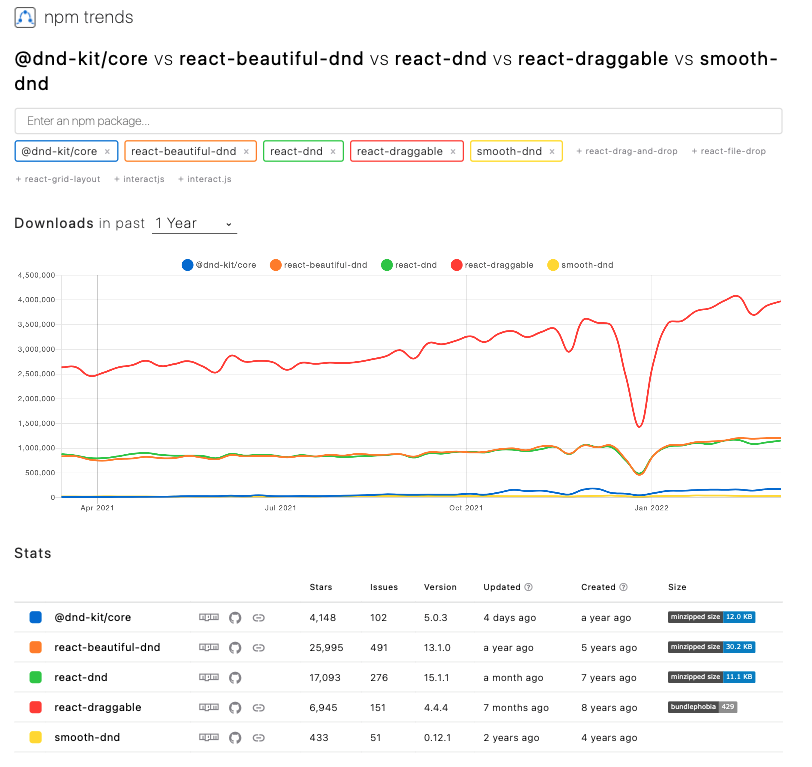 npm trends
@dnd-kit/core vs react-beautiful-dnd vs react-dnd vs react-draggable vs smooth-
dnd
Enter an npm package...
@dnd-kit/core × react-beautiful-dnd × react-dnd × react-draggable × smooth-dnd × + react-drag-and-drop + react-file-drop
+ react-grid-layout + interactjs + interact.js
Downloads in past 1 Year
@dnd-kit/core react-beautiful-dnd react-dnd react-draggable smooth-dnd
4,500,000
4,000,000
3,500,000
3,000,000
2,500,000
2,000,000
1,500,000
1,000,000
500,000
0
Apr 2021 Jul 2021 Oct 2021 Jan 2022
Stats
Stars Issues Version Updated ? Created ? Size
@dnd-kit/core npm 4,148 102 5.0.3 4 days ago a year ago minzipped size 12.0 KB
react-beautiful-dnd npm 25,995 491 13.1.0 a year ago 5 years ago minzipped size 30.2 KB
react-dnd npm 17,093 276 15.1.1 a month ago 7 years ago minzipped size 11.1 KB
react-draggable npm 6,945 151 4.4.4 7 months ago 8 years ago bundlephobia 429
smooth-dnd npm 433 51 0.12.1 2 years ago 4 years ago